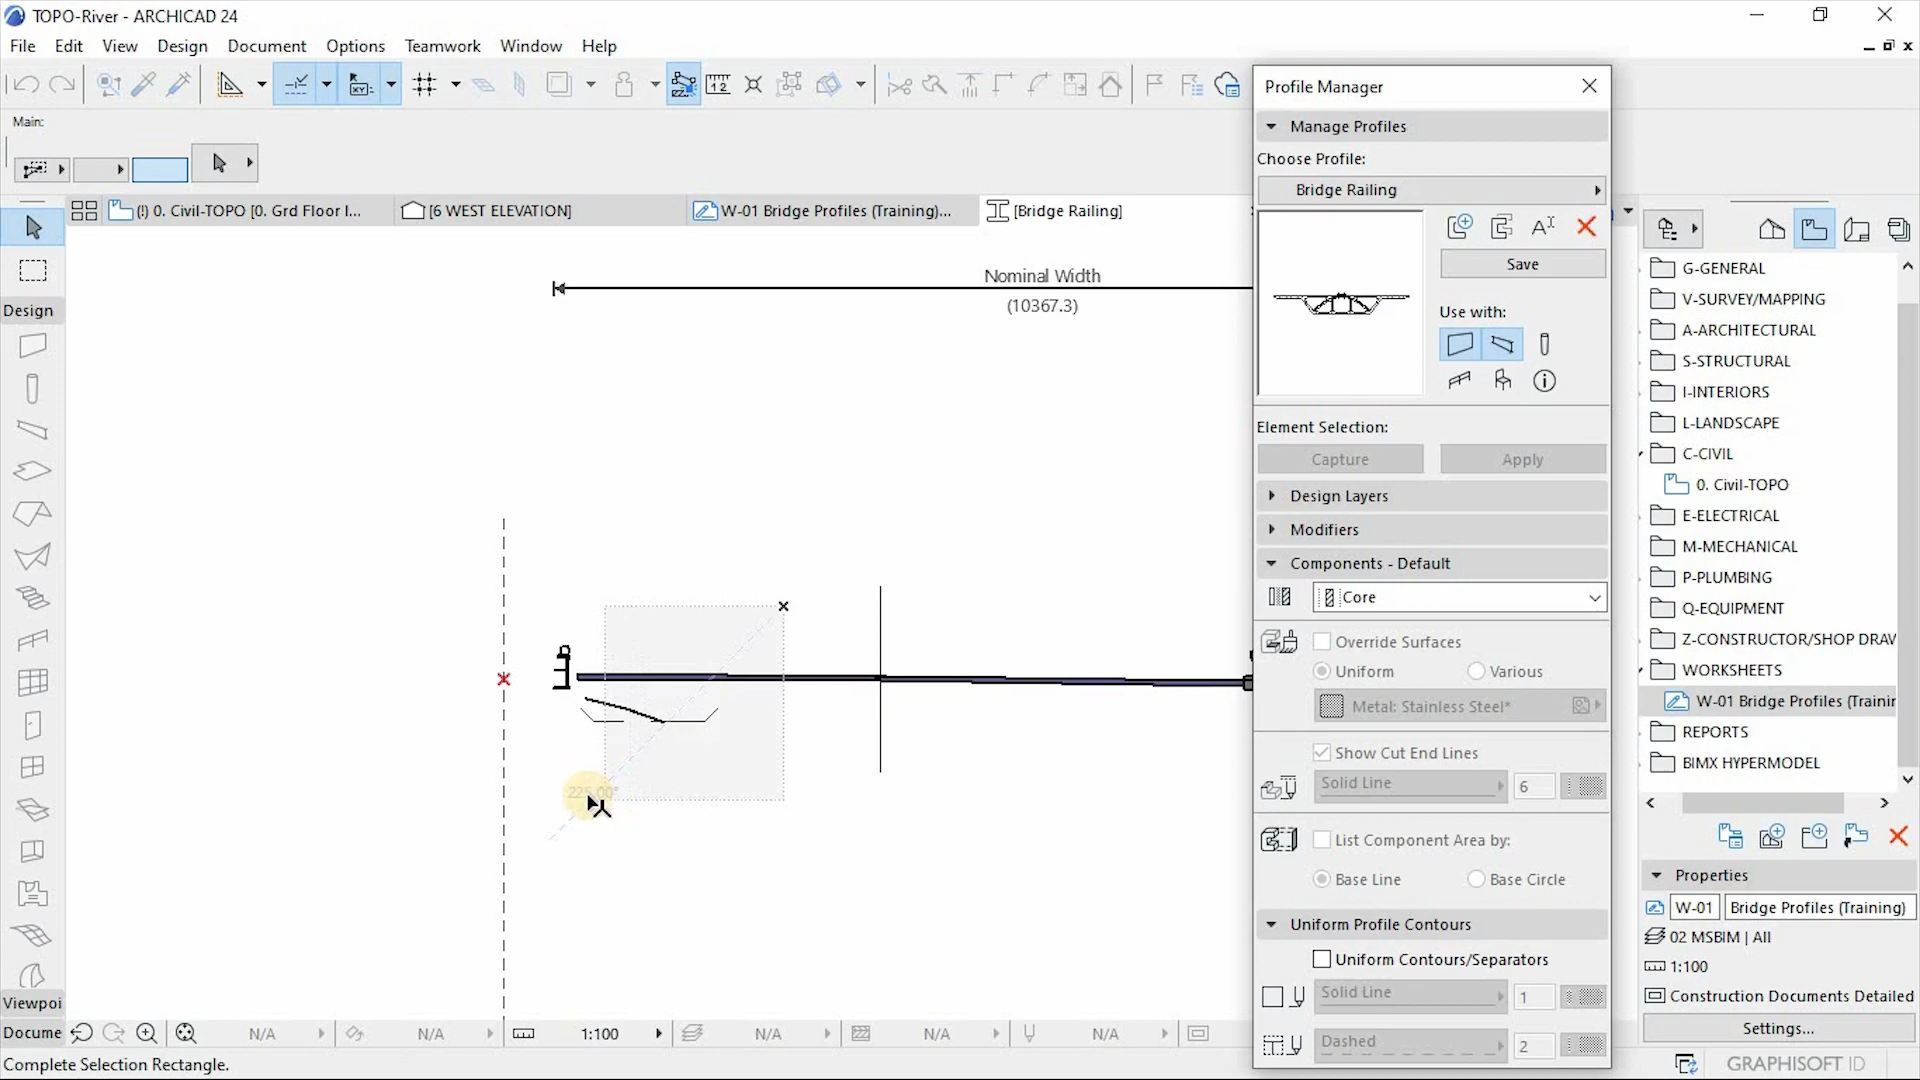 TOPO-River - ARCHICAD 24
File Edit View Design Document Options Teamwork Window Help
Main:
(!) 0. Civil-TOPO [0. Grd Floor I...
[6 WEST ELEVATION]
W-01 Bridge Profiles (Training)...
[Bridge Railing]
Design
Nominal Width
(10367.3)
225.00°
Viewpoi
Docume
N/A
N/A
1:100
N/A
N/A
N/A
Complete Selection Rectangle.
Profile Manager
Manage Profiles
Choose Profile:
Bridge Railing
Save
Use with:
Element Selection:
Capture
Apply
Design Layers
Modifiers
Components - Default
Core
Override Surfaces
Uniform
Various
Metal: Stainless Steel*
Show Cut End Lines
Solid Line
6
List Component Area by:
Base Line
Base Circle
Uniform Profile Contours
Uniform Contours/Separators
Solid Line
1
Dashed
2
G-GENERAL
V-SURVEY/MAPPING
A-ARCHITECTURAL
S-STRUCTURAL
I-INTERIORS
L-LANDSCAPE
C-CIVIL
0. Civil-TOPO
E-ELECTRICAL
M-MECHANICAL
P-PLUMBING
Q-EQUIPMENT
Z-CONSTRUCTOR/SHOP DRAW
WORKSHEETS
W-01 Bridge Profiles (Trainin
REPORTS
BIMX HYPERMODEL
Properties
W-01
Bridge Profiles (Training)
02 MSBIM | All
1:100
Construction Documents Detailed
Settings...
GRAPHISOFT ID